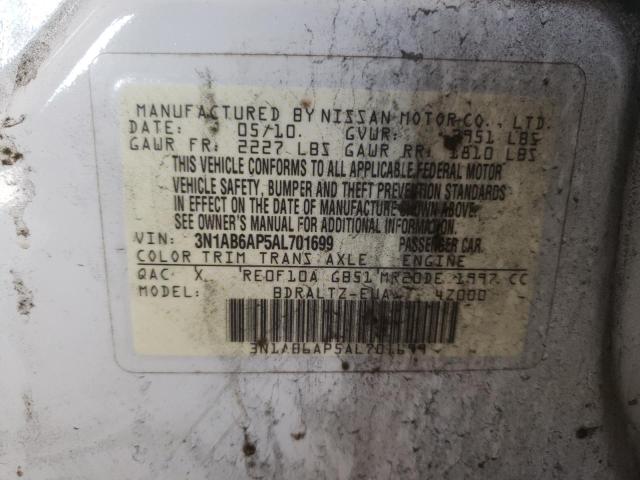 MANUFACTURED BY NISSAN MOTOR CO., LTD.
DATE: 05/10. GVWR: 3951 LBS
GAWR FR: 2227 LBS GAWR RR: 1810 LBS
THIS VEHICLE CONFORMS TO ALL APPLICABLE FEDERAL MOTOR
VEHICLE SAFETY, BUMPER AND THEFT PREVENTION STANDARDS
IN EFFECT ON THE DATE OF MANUFACTURE SHOWN ABOVE.
SEE OWNER'S MANUAL FOR ADDITIONAL INFORMATION.
VIN: 3N1AB6AP5AL701699 PASSENGER CAR.
COLOR TRIM TRANS AXLE ENGINE
QAC X RE0F10A GB51 MR20DE 1997 CC
MODEL: 4Z000
3N1AB6AP5AL701699